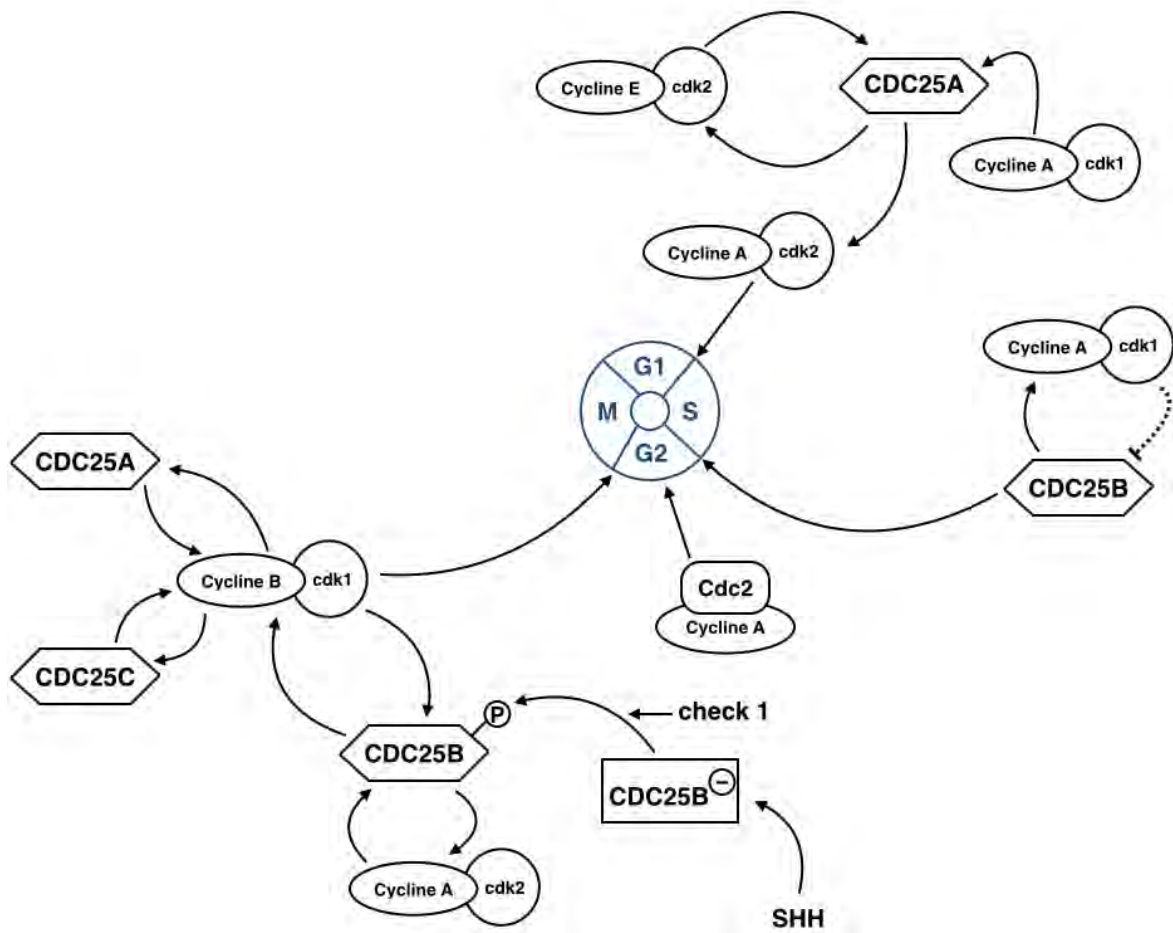 Cycline E
cdk2
CDC25A
Cycline A
cdk1
Cycline A
cdk2
Cycline A
cdk1
G1
M
S
G2
CDC25A
CDC25B
Cycline B
cdk1
Cdc2
Cycline A
CDC25C
P
check 1
CDC25B
CDC25B −
Cycline A
cdk2
SHH